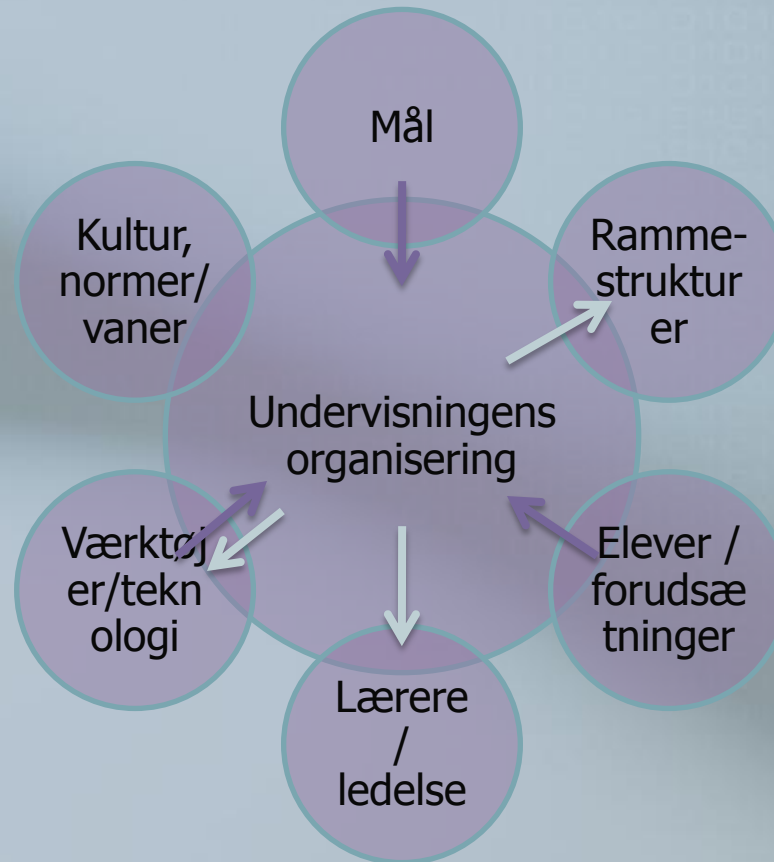 Mål
Kultur,
normer/
vaner
Ramme-
struktur
er
Undervisningens
organisering
Værktøj
er/tekn
ologi
Elever /
forudsæ
tninger
Lærere
/
ledelse